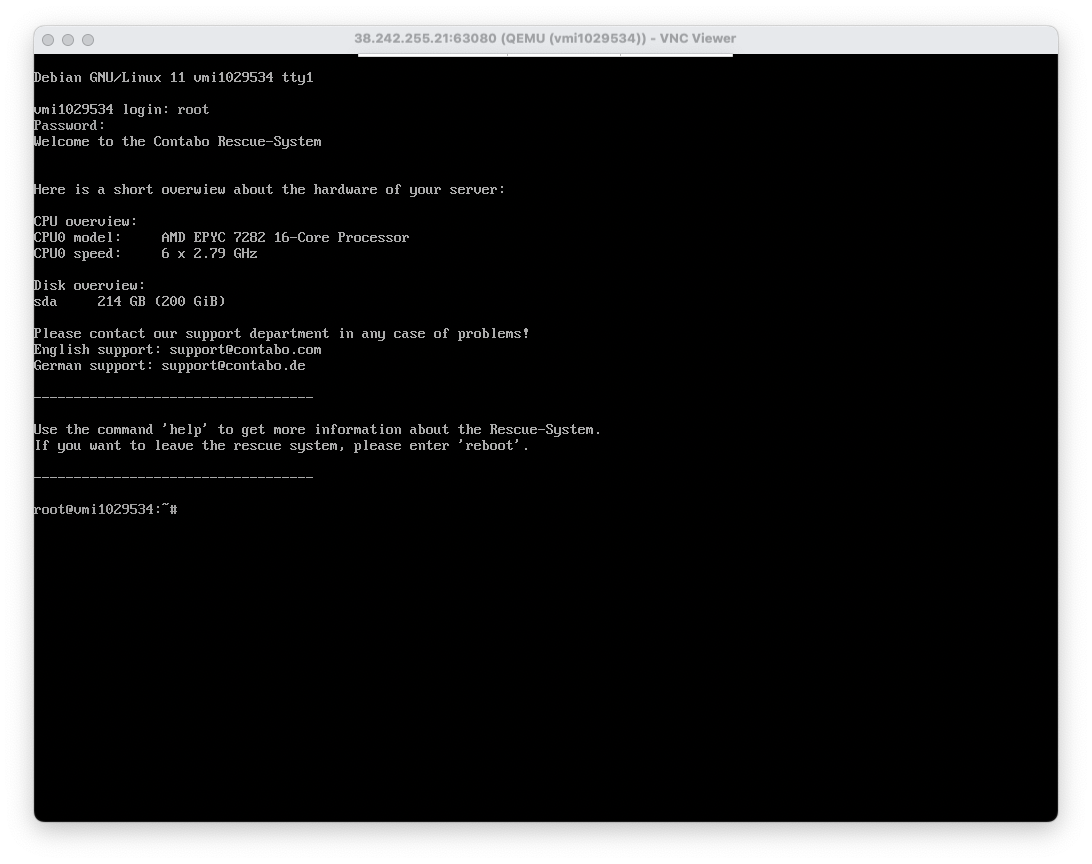 38.242.255.21:63080 (QEMU (vmi1029534)) - VNC Viewer
Debian GNU/Linux 11 vmi1029534 tty1
vmi1029534 login: root
Password:
Welcome to the Contabo Rescue-System
Here is a short overwiew about the hardware of your server:
CPU overview:
CPU0 model:     AMD EPYC 7282 16-Core Processor
CPU0 speed:     6 x 2.79 GHz
Disk overview:
sda     214 GB (200 GiB)
Please contact our support department in any case of problems!
English support: support@contabo.com
German support: support@contabo.de
-----------------------------------
Use the command 'help' to get more information about the Rescue-System.
If you want to leave the rescue system, please enter 'reboot'.
-----------------------------------
root@vmi1029534:~#